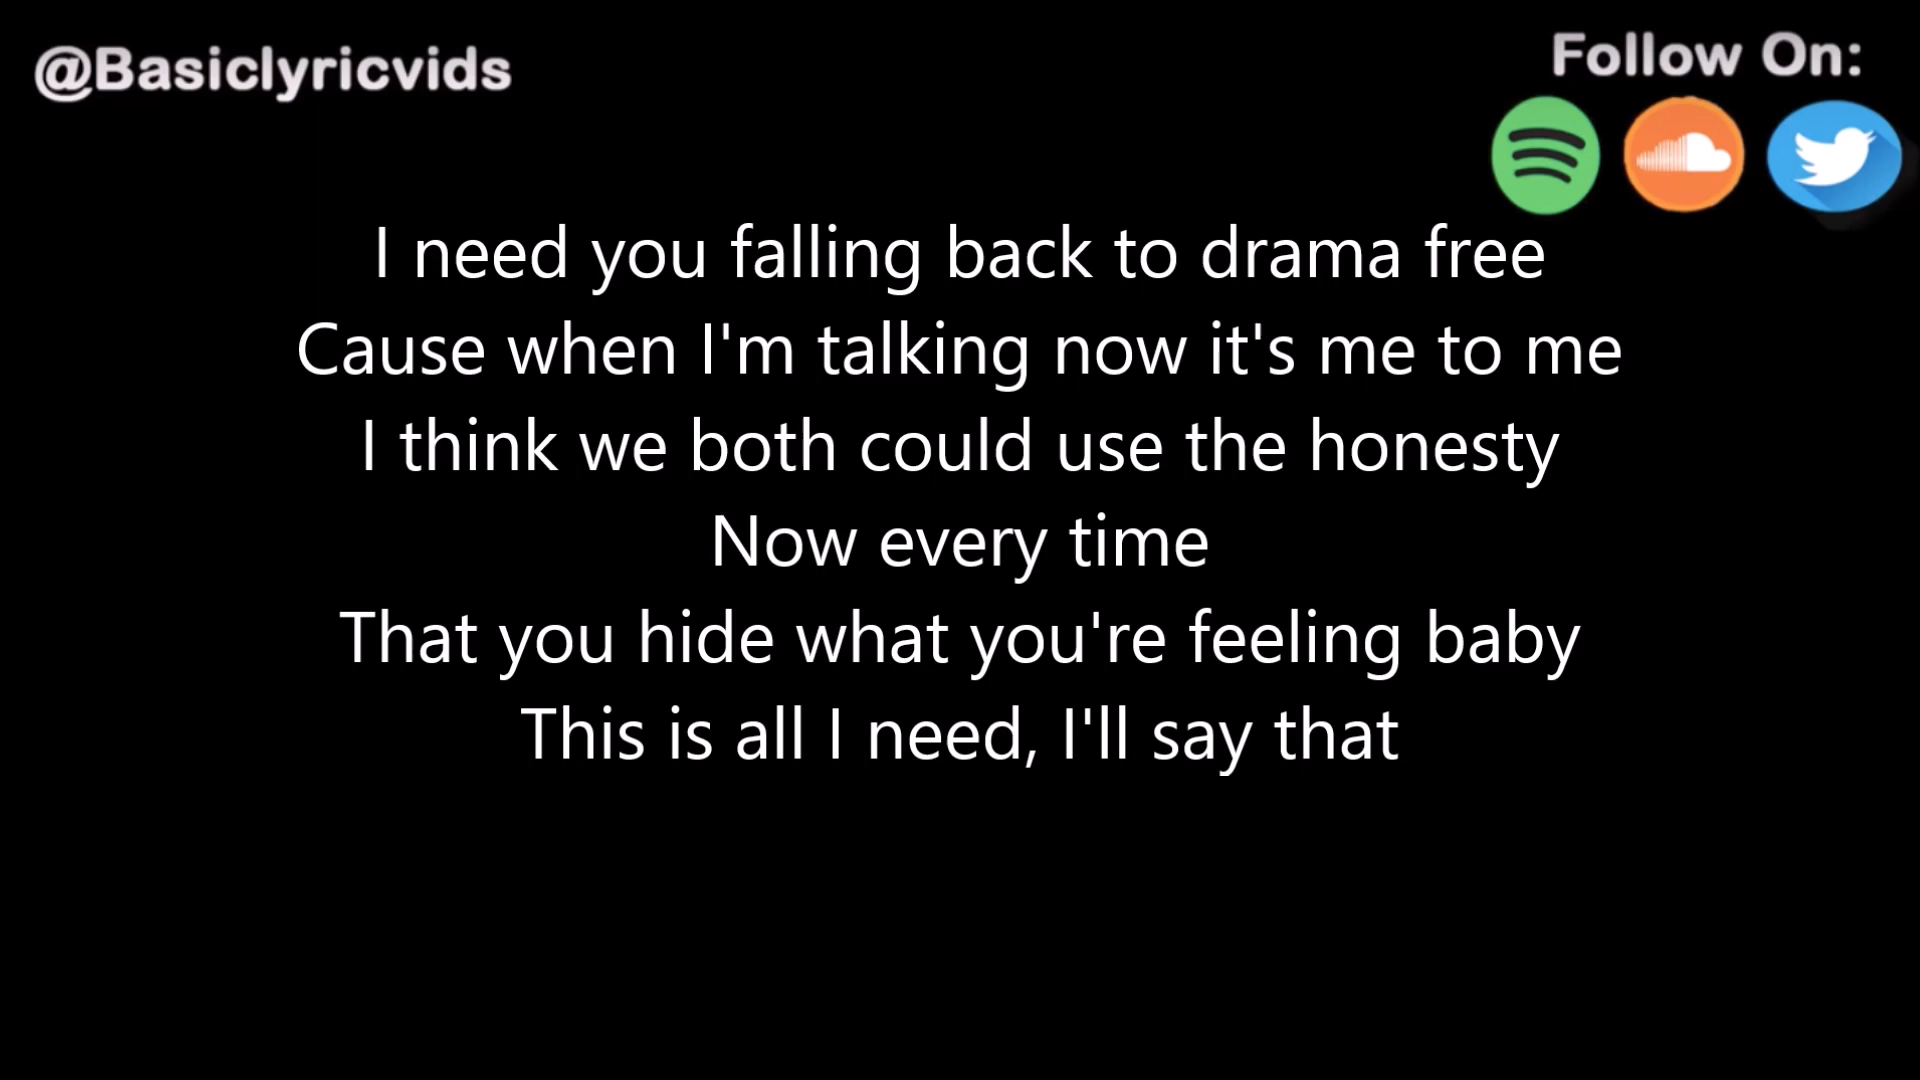 @Basiclyricvids
Follow On:
I need you falling back to drama free
Cause when I'm talking now it's me to me
I think we both could use the honesty
Now every time
That you hide what you're feeling baby
This is all I need, I'll say that